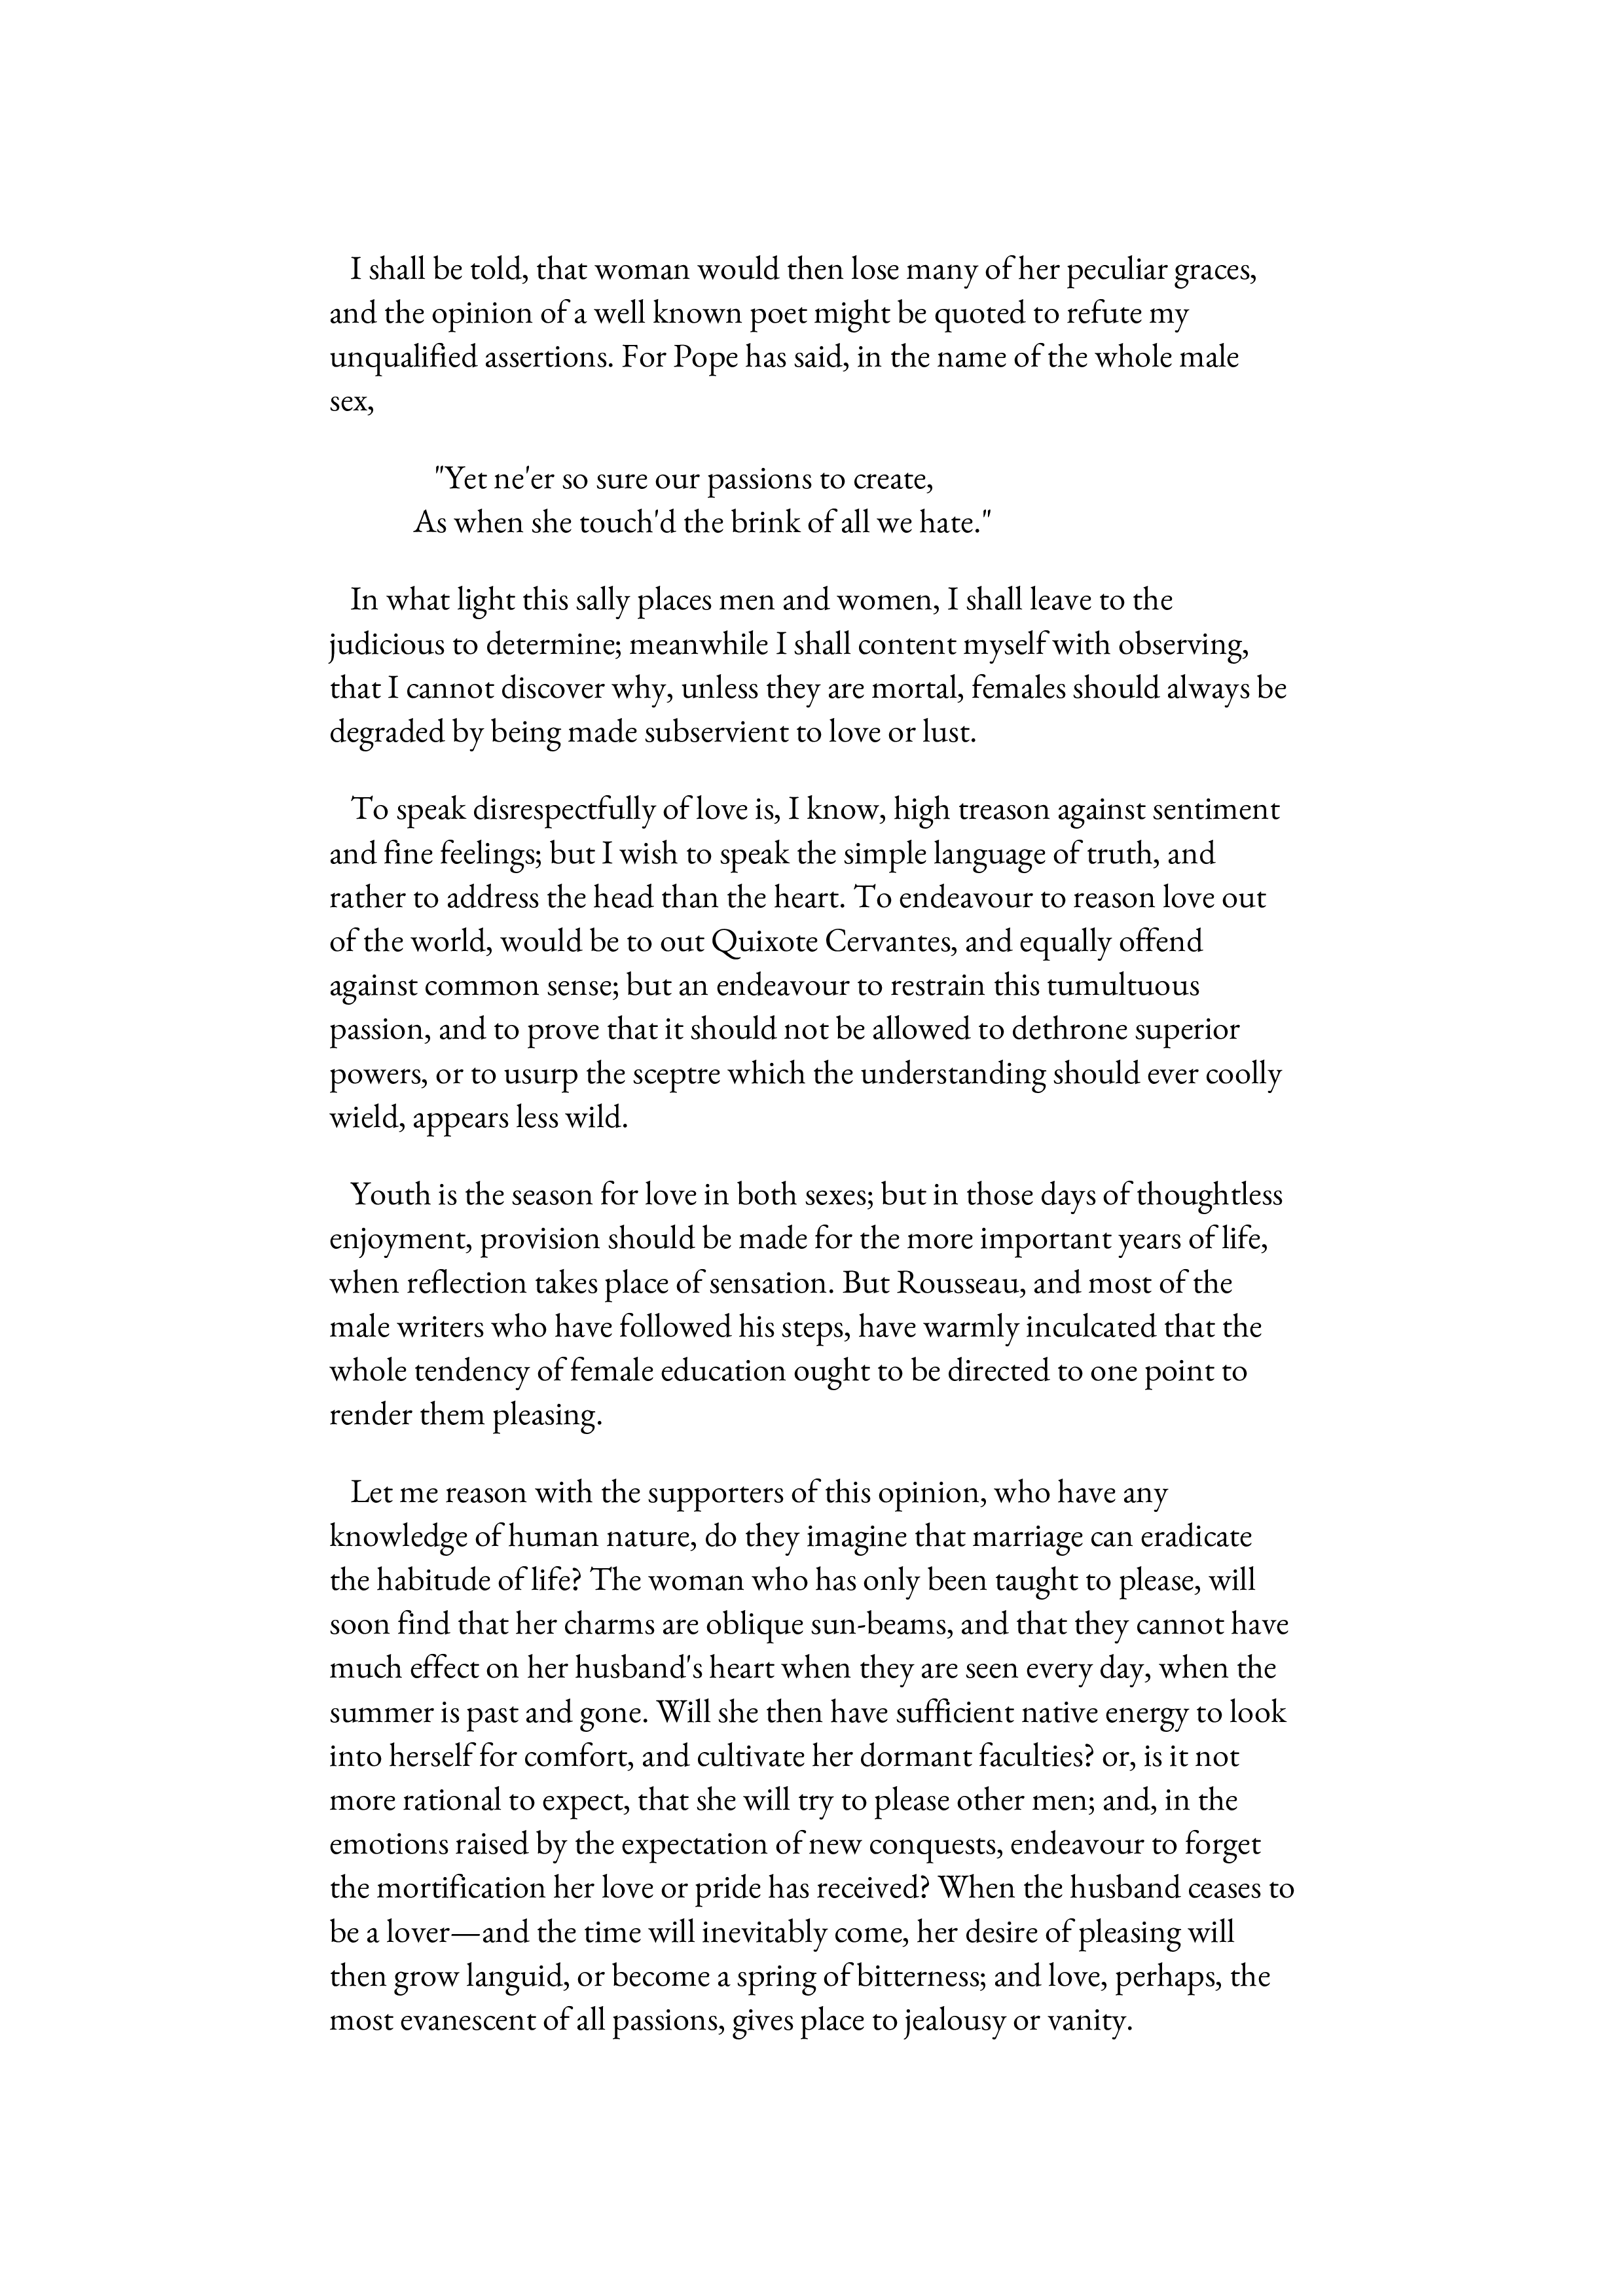 I shall be told, that woman would then lose many of her peculiar graces,
and the opinion of a well known poet might be quoted to refute my
unqualified assertions. For Pope has said, in the name of the whole male
sex,
"Yet ne'er so sure our passions to create,
As when she touch'd the brink of all we hate."
In what light this sally places men and women, I shall leave to the
judicious to determine; meanwhile I shall content myself with observing,
that I cannot discover why, unless they are mortal, females should always be
degraded by being made subservient to love or lust.
To speak disrespectfully of love is, I know, high treason against sentiment
and fine feelings; but I wish to speak the simple language of truth, and
rather to address the head than the heart. To endeavour to reason love out
of the world, would be to out Quixote Cervantes, and equally offend
against common sense; but an endeavour to restrain this tumultuous
passion, and to prove that it should not be allowed to dethrone superior
powers, or to usurp the sceptre which the understanding should ever coolly
wield, appears less wild.
Youth is the season for love in both sexes; but in those days of thoughtless
enjoyment, provision should be made for the more important years of life,
when reflection takes place of sensation. But Rousseau, and most of the
male writers who have followed his steps, have warmly inculcated that the
whole tendency of female education ought to be directed to one point to
render them pleasing.
Let me reason with the supporters of this opinion, who have any
knowledge of human nature, do they imagine that marriage can eradicate
the habitude of life? The woman who has only been taught to please, will
soon find that her charms are oblique sun-beams, and that they cannot have
much effect on her husband's heart when they are seen every day, when the
summer is past and gone. Will she then have sufficient native energy to look
into herself for comfort, and cultivate her dormant faculties? or, is it not
more rational to expect, that she will try to please other men; and, in the
emotions raised by the expectation of new conquests, endeavour to forget
the mortification her love or pride has received? When the husband ceases to
be a lover—and the time will inevitably come, her desire of pleasing will
then grow languid, or become a spring of bitterness; and love, perhaps, the
most evanescent of all passions, gives place to jealousy or vanity.